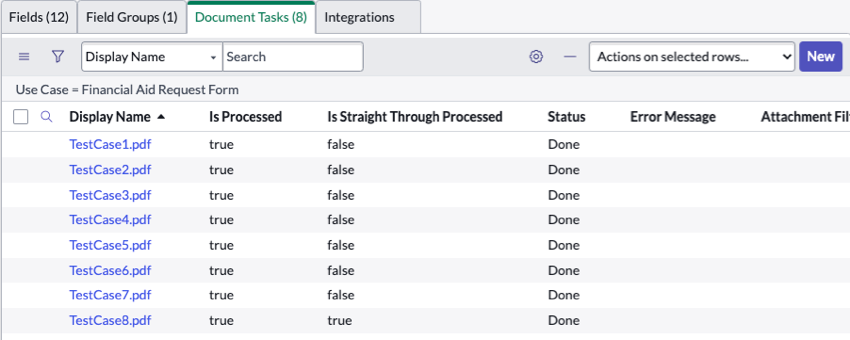 Fields (12) Field Groups (1) Document Tasks (8) Integrations
Display Name Search Actions on selected rows... New
Use Case = Financial Aid Request Form
Display Name Is Processed Is Straight Through Processed Status Error Message Attachment Fil
TestCase1.pdf true false Done
TestCase2.pdf true false Done
TestCase3.pdf true false Done
TestCase4.pdf true false Done
TestCase5.pdf true false Done
TestCase6.pdf true false Done
TestCase7.pdf true false Done
TestCase8.pdf true true Done